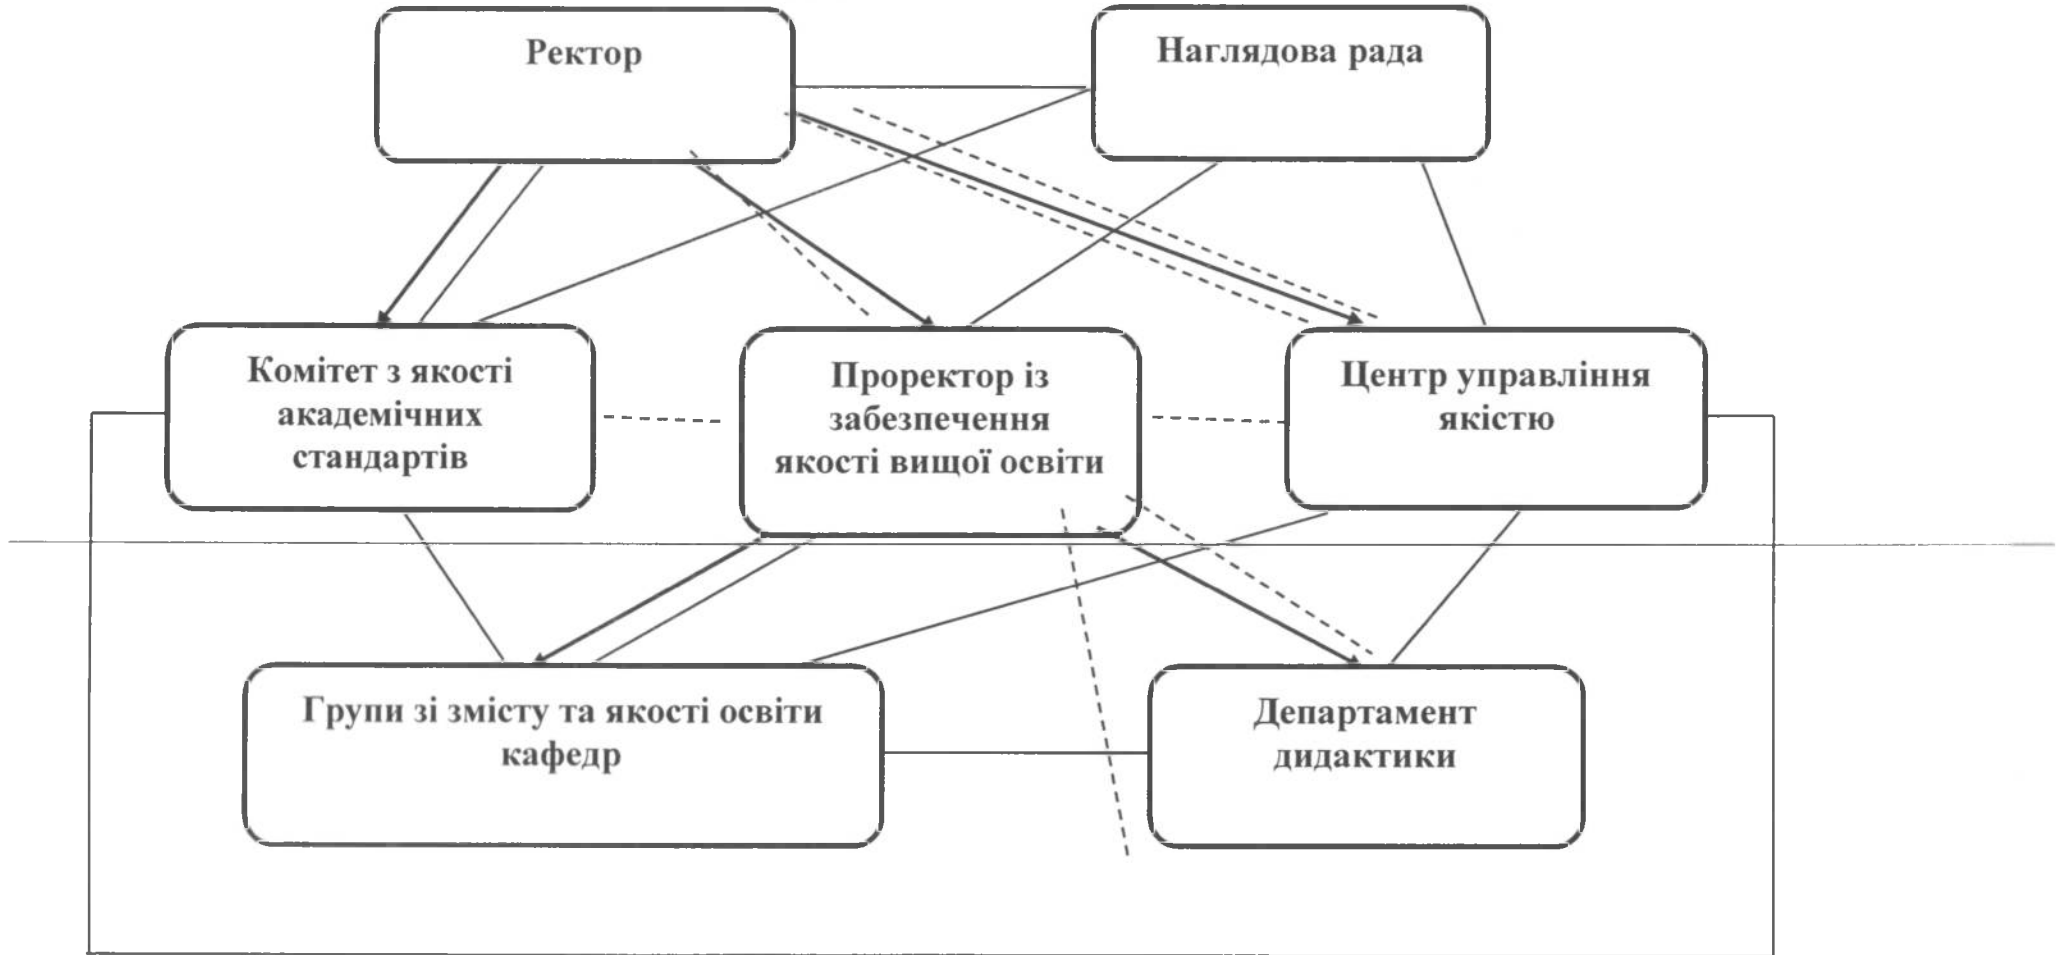 Ректор
Наглядова рада
Комітет з якості
академічних
стандартів
Проректор із
забезпечення
якості вищої освіти
Центр управління
якістю
Групи зі змісту та якості освіти
кафедр
Департамент
дидактики